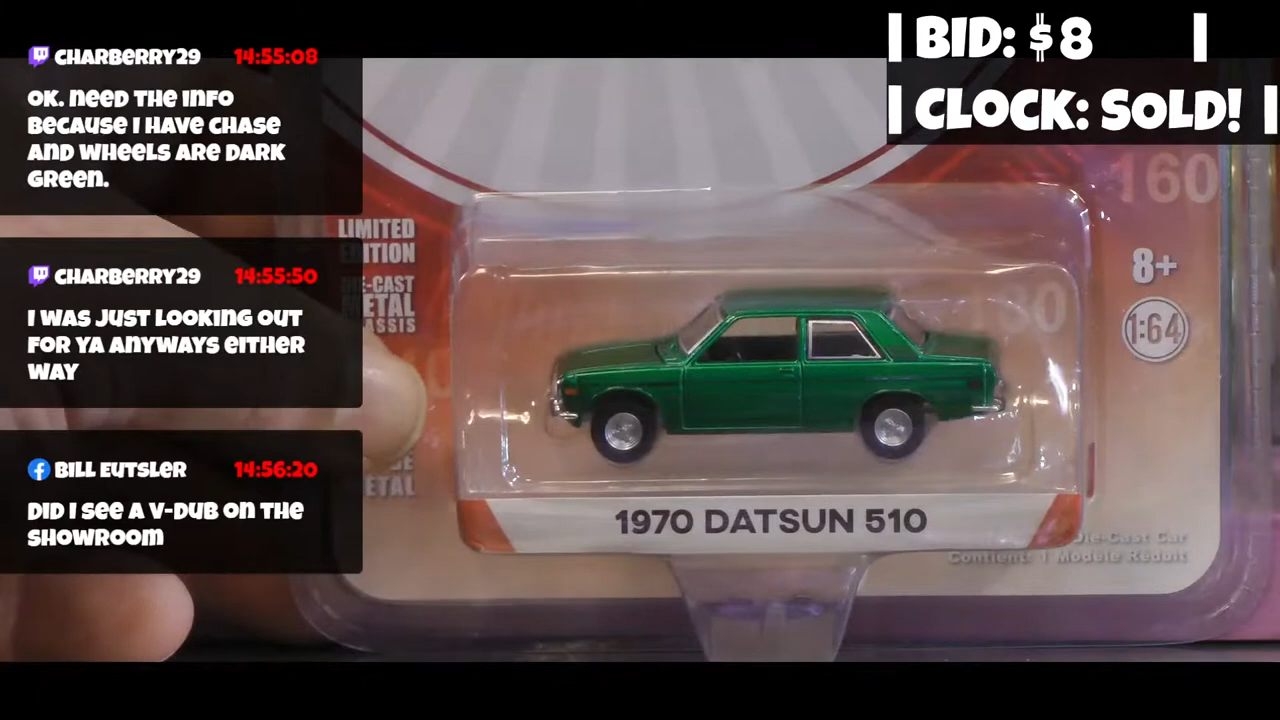 CHARBERRY29 14:55:08
OK. NEED THE INFO
BECAUSE I HAVE CHASE
AND WHEELS ARE DARK
GREEN.
CHARBERRY29 14:55:50
I WAS JUST LOOKING OUT
FOR YA ANYWAYS EITHER
WAY
BILL EUTSLER 14:56:20
DID I SEE A V-DUB ON THE
SHOWROOM
| BID: $8 |
| CLOCK: SOLD! |
160
LIMITED
EDITION
DIE-CAST
METAL
CHASSIS
8+
1:64
1970 DATSUN 510
Die-Cast Car
Contient: 1 Modèle Réduit